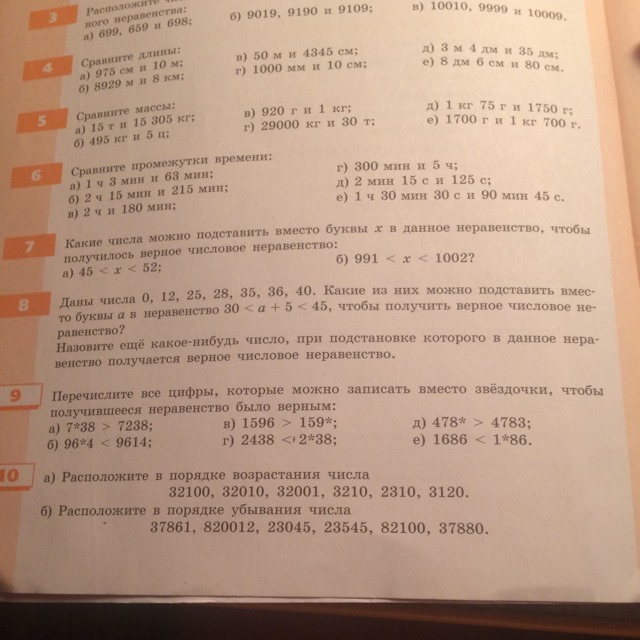 3 Расположите
ного неравенства:
а) 699, 659 и 698; б) 9019, 9190 и 9109; в) 10010, 9999 и 10009.
4 Сравните длины:
а) 975 см и 10 м; в) 50 м и 4345 см; д) 3 м 4 дм и 35 дм;
б) 8929 м и 8 км; г) 1000 мм и 10 см; е) 8 дм 6 см и 80 см.
5 Сравните массы:
а) 15 т и 15 305 кг; в) 920 г и 1 кг; д) 1 кг 75 г и 1750 г;
б) 495 кг и 5 ц; г) 29000 кг и 30 т; е) 1700 г и 1 кг 700 г.
6 Сравните промежутки времени:
а) 1 ч 3 мин и 63 мин; г) 300 мин и 5 ч;
б) 2 ч 15 мин и 215 мин; д) 2 мин 15 с и 125 с;
в) 2 ч и 180 мин; е) 1 ч 30 мин 30 с и 90 мин 45 с.
7 Какие числа можно подставить вместо буквы x в данное неравенство, чтобы
получилось верное числовое неравенство:
а) 45 < x < 52; б) 991 < x < 1002?
8 Даны числа 0, 12, 25, 28, 35, 36, 40. Какие из них можно подставить вмес-
то буквы a в неравенство 30 < a + 5 < 45, чтобы получить верное числовое не-
равенство?
Назовите ещё какое-нибудь число, при подстановке которого в данное нера-
венство получается верное числовое неравенство.
9 Перечислите все цифры, которые можно записать вместо звёздочки, чтобы
получившееся неравенство было верным:
а) 7*38 > 7238; в) 1596 > 159*; д) 478* > 4783;
б) 96*4 < 9614; г) 2438 < 2*38; е) 1686 < 1*86.
10 а) Расположите в порядке возрастания числа
32100, 32010, 32001, 3210, 2310, 3120.
б) Расположите в порядке убывания числа
37861, 820012, 23045, 23545, 82100, 37880.